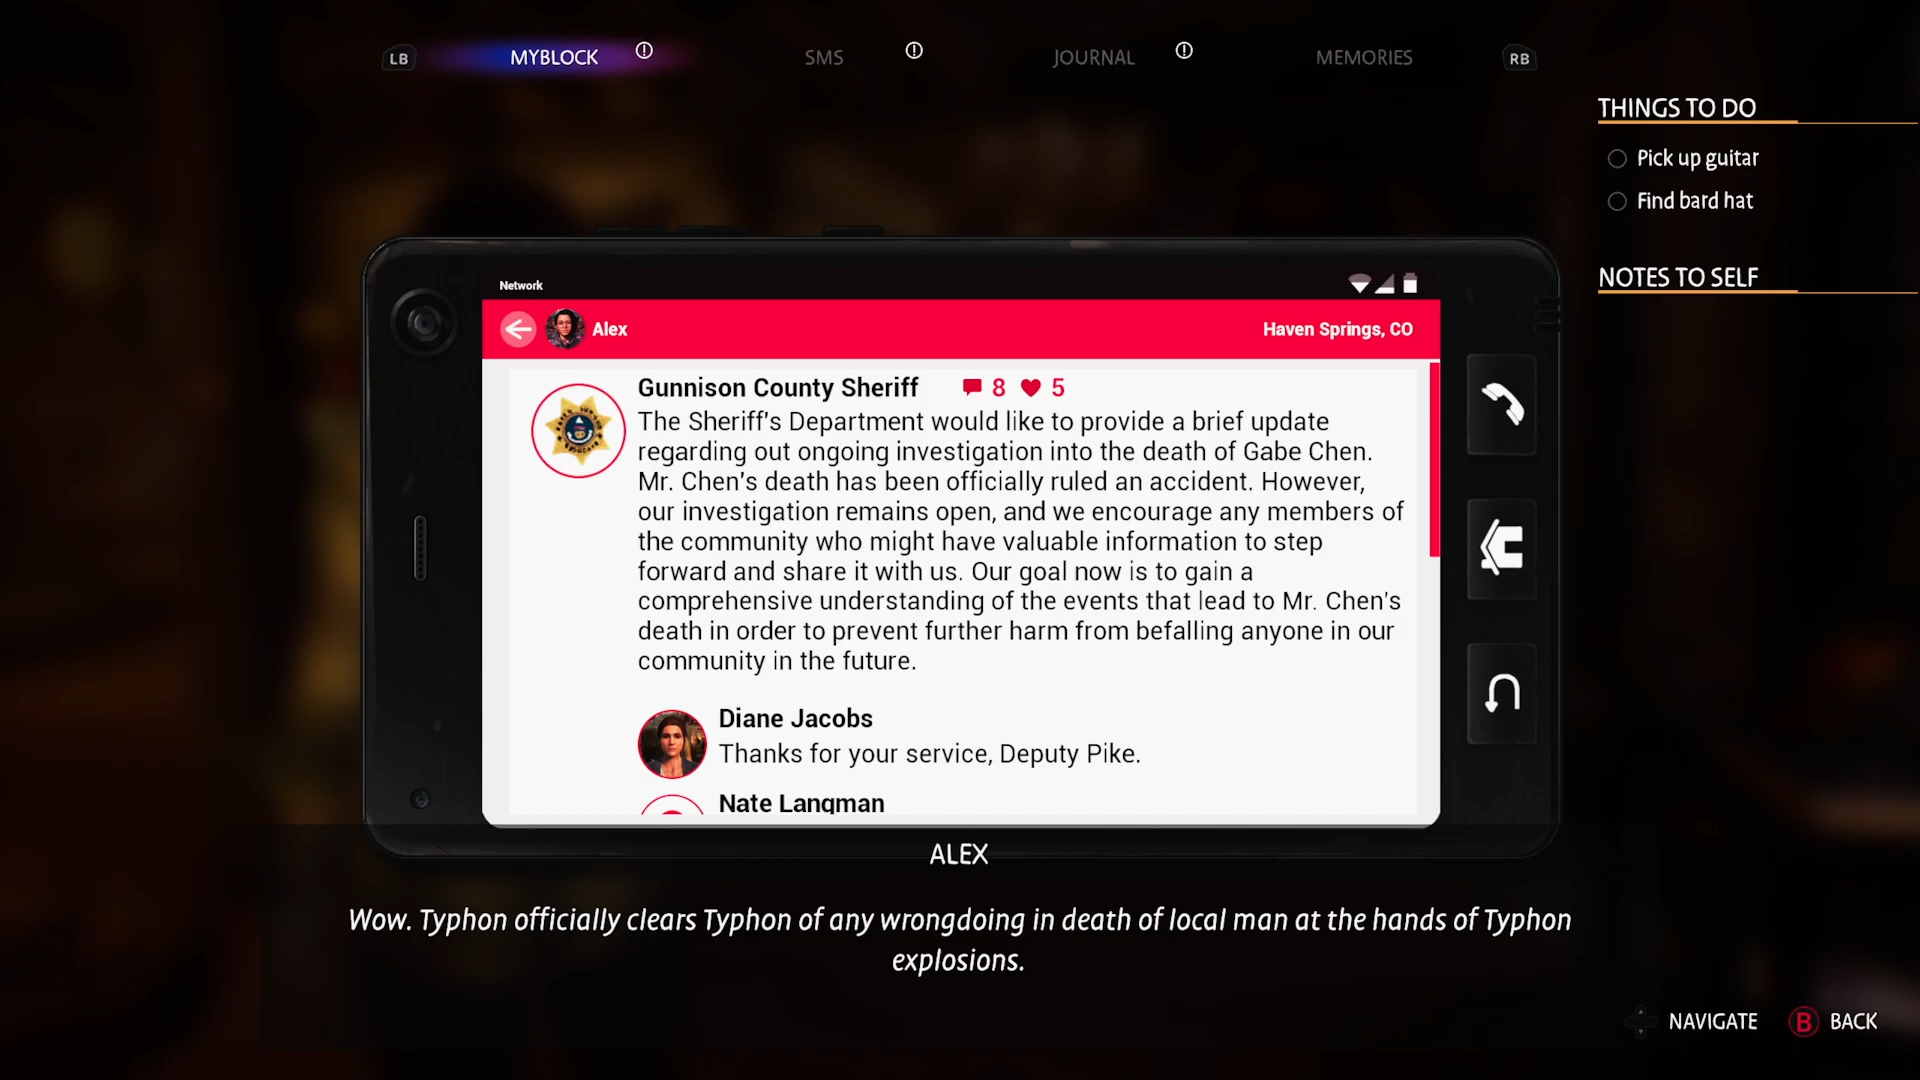 LB MYBLOCK SMS JOURNAL MEMORIES RB
THINGS TO DO
Pick up guitar
Find bard hat
NOTES TO SELF
Network
Alex
Haven Springs, CO
Gunnison County Sheriff 8 5
The Sheriff's Department would like to provide a brief update
regarding out ongoing investigation into the death of Gabe Chen.
Mr. Chen's death has been officially ruled an accident. However,
our investigation remains open, and we encourage any members of
the community who might have valuable information to step
forward and share it with us. Our goal now is to gain a
comprehensive understanding of the events that lead to Mr. Chen's
death in order to prevent further harm from befalling anyone in our
community in the future.
Diane Jacobs
Thanks for your service, Deputy Pike.
Nate Langman
ALEX
Wow. Typhon officially clears Typhon of any wrongdoing in death of local man at the hands of Typhon
explosions.
NAVIGATE B BACK